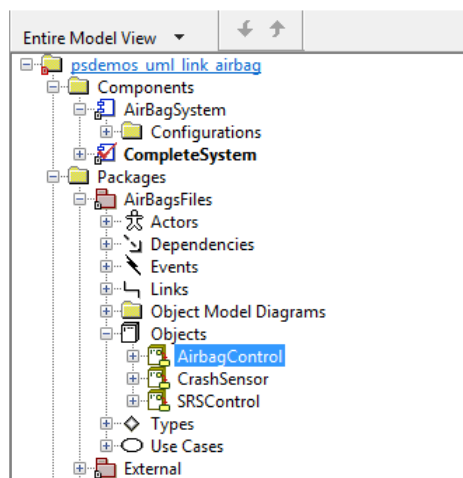 Entire Model View
psdemos_uml_link_airbag
Components
AirBagSystem
Configurations
CompleteSystem
Packages
AirBagsFiles
Actors
Dependencies
Events
Links
Object Model Diagrams
Objects
AirbagControl
CrashSensor
SRSControl
Types
Use Cases
External